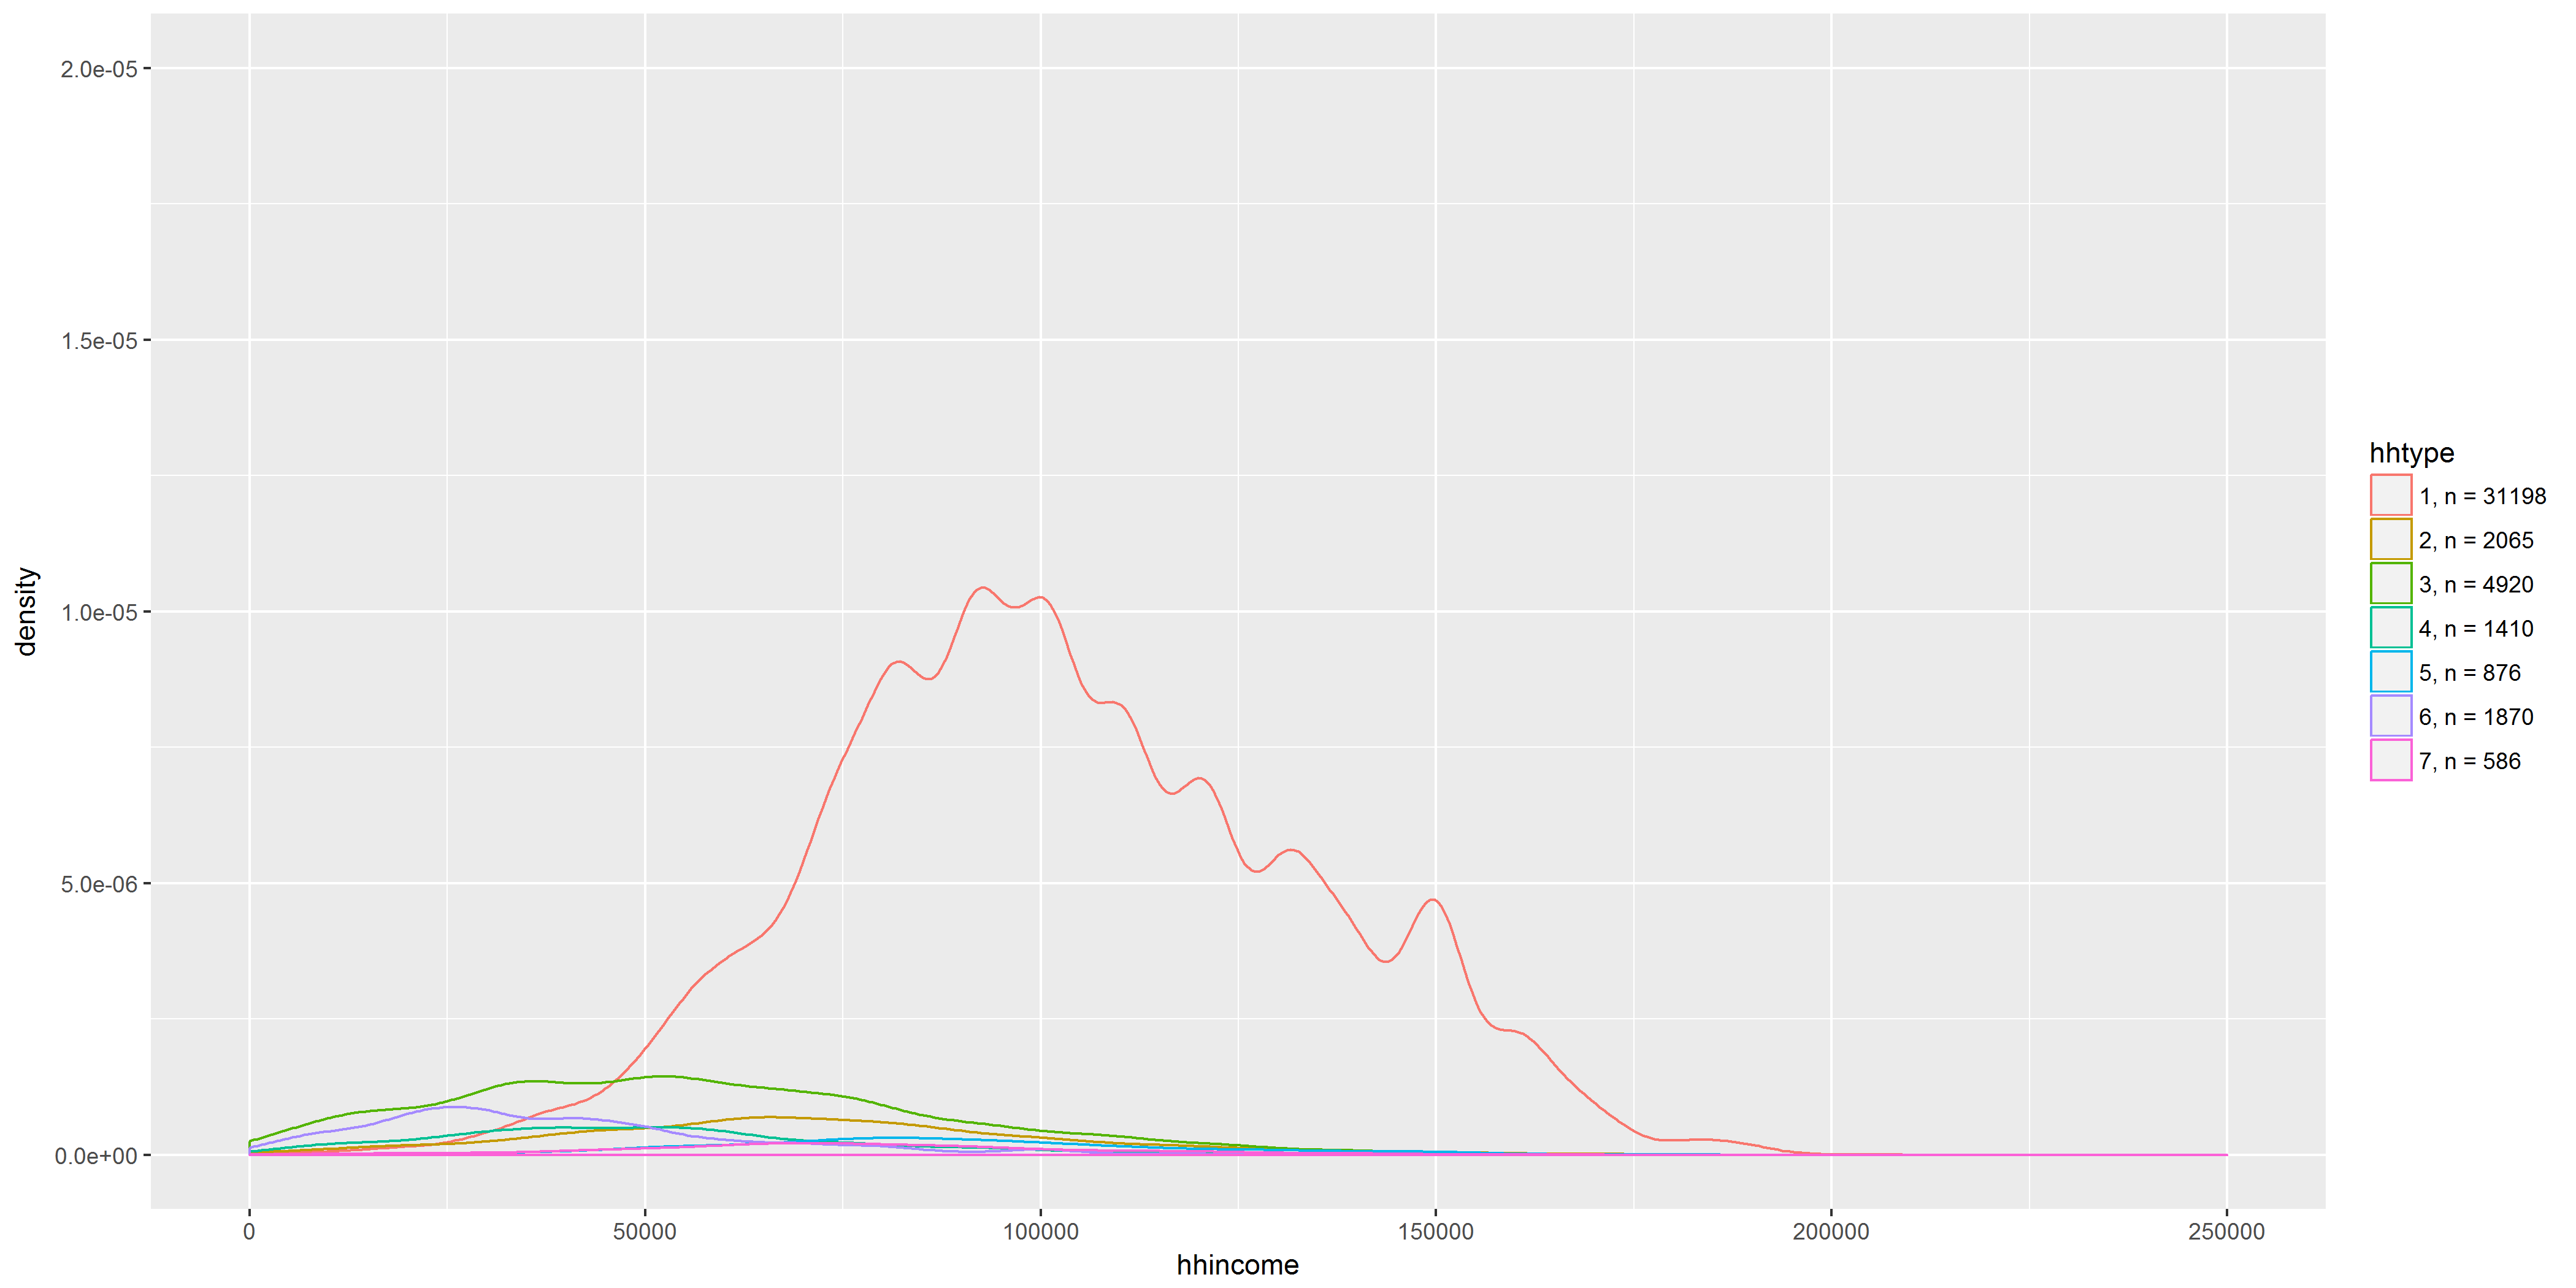 2.0e-05
1.5e-05
1.0e-05
5.0e-06
0.0e+00
density
0 50000 100000 150000 200000 250000
hhincome
hhtype
1, n = 31198
2, n = 2065
3, n = 4920
4, n = 1410
5, n = 876
6, n = 1870
7, n = 586